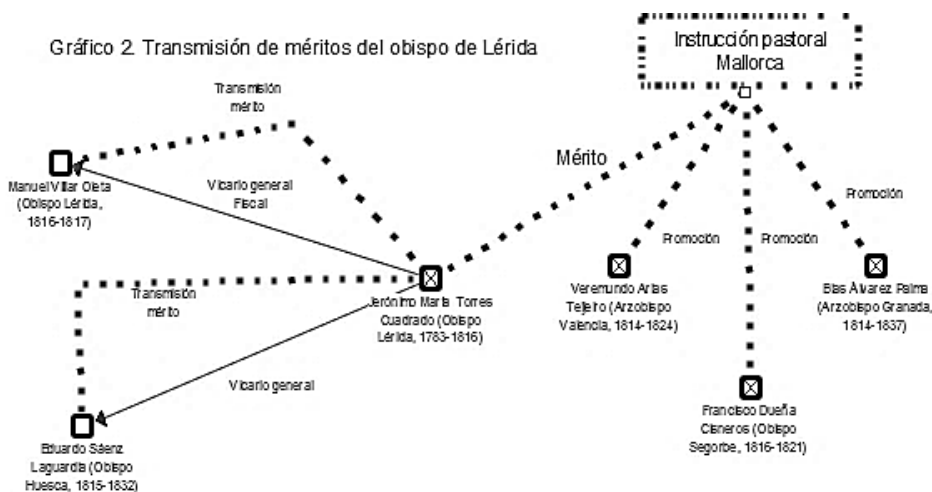 Gráfico 2. Transmisión de méritos del obispo de Lérida
Instrucción pastoral
Mallorca
Transmisión
mérito
Mérito
Manuel Villar Oleta
(Obispo Lérida,
1816-1817)
Vicario general
Fiscal
Promoción
Promoción
Promoción
Transmisión
mérito
Jerónimo María Torres
Cuadrado (Obispo
Lérida, 1783-1816)
Veremundo Arias
Tejeiro (Arzobispo
Valencia, 1814-1824)
Blas Álvarez Palma
(Arzobispo Granada,
1814-1837)
Vicario general
Francisco Dueña
Cisneros (Obispo
Segorbe, 1816-1821)
Eduardo Sáenz
Laguardia (Obispo
Huesca, 1815-1832)